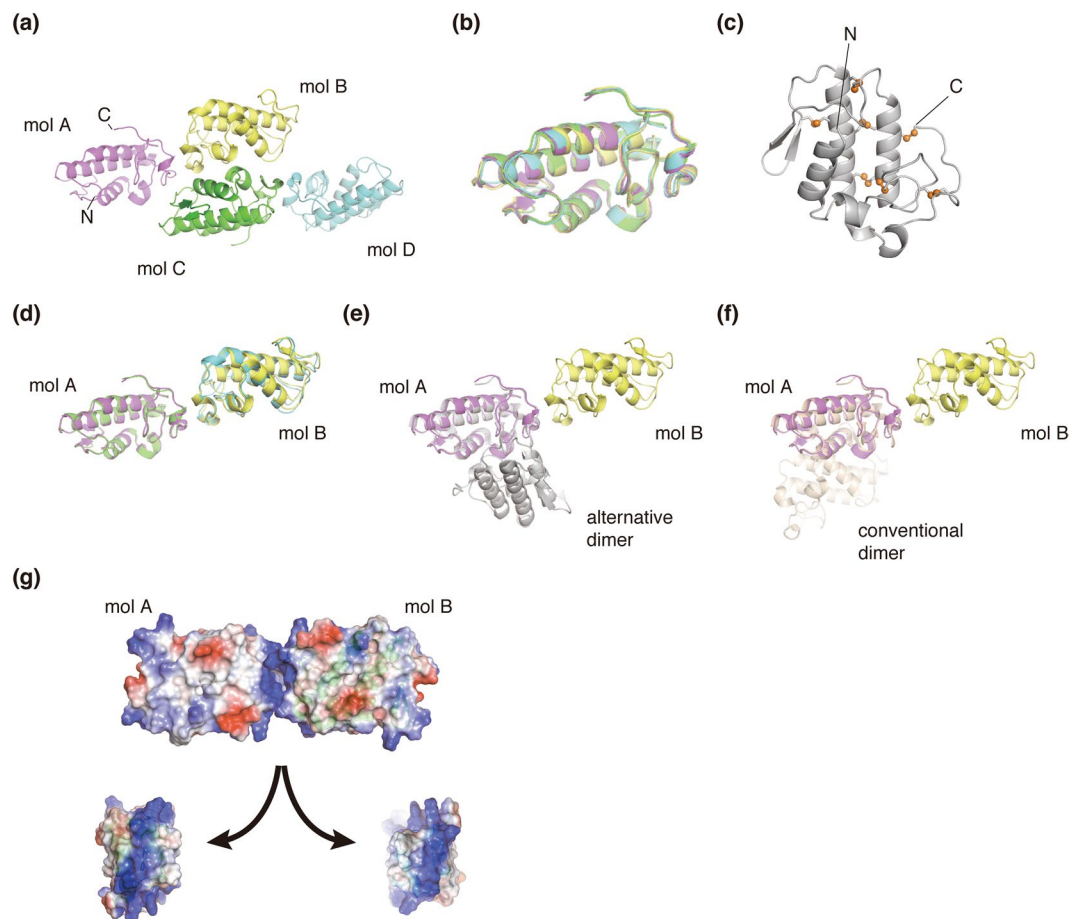 (a)
mol A
C
N
mol B
mol C
mol D
(b)
(c)
N
C
(d)
mol A
mol B
(e)
mol A
mol B
alternative
dimer
(f)
mol A
mol B
conventional
dimer
(g)
mol A
mol B